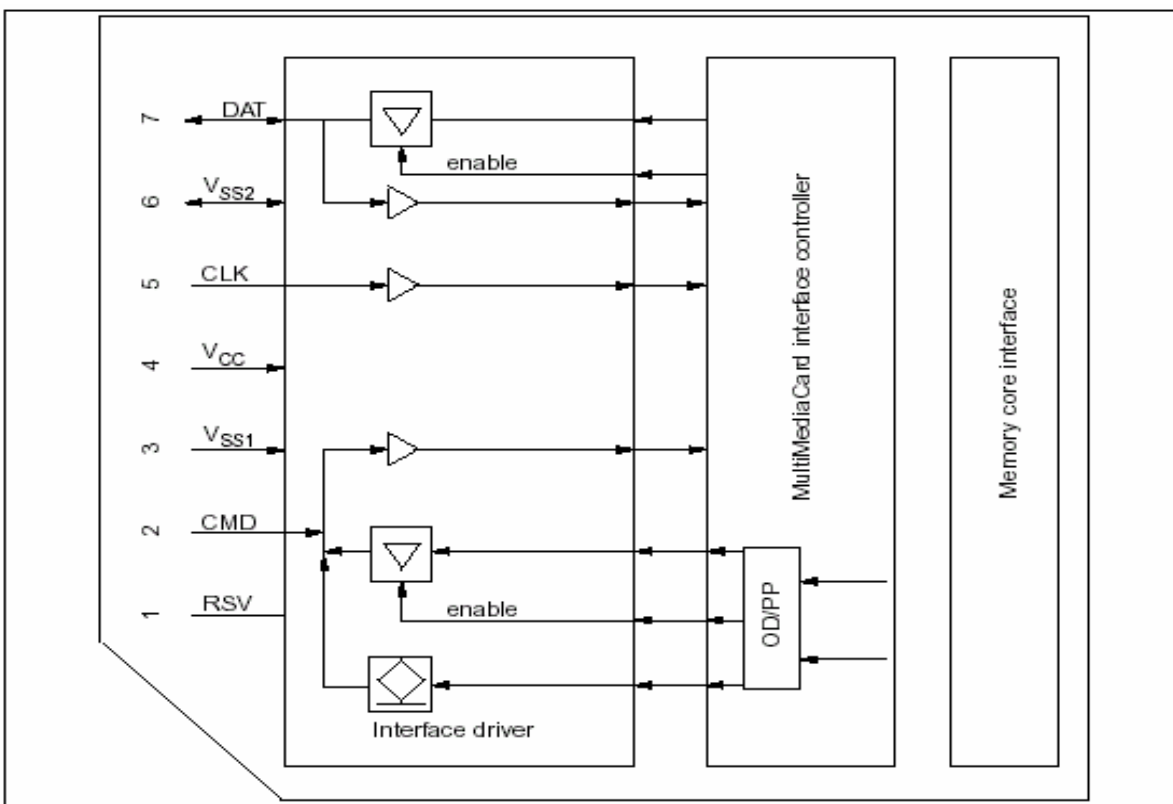 7 DAT
enable
6 VSS2
5 CLK
4 VCC
3 VSS1
2 CMD
1 RSV
enable
Interface driver
OD/PP
MultiMediaCard interface controller
Memory core interface